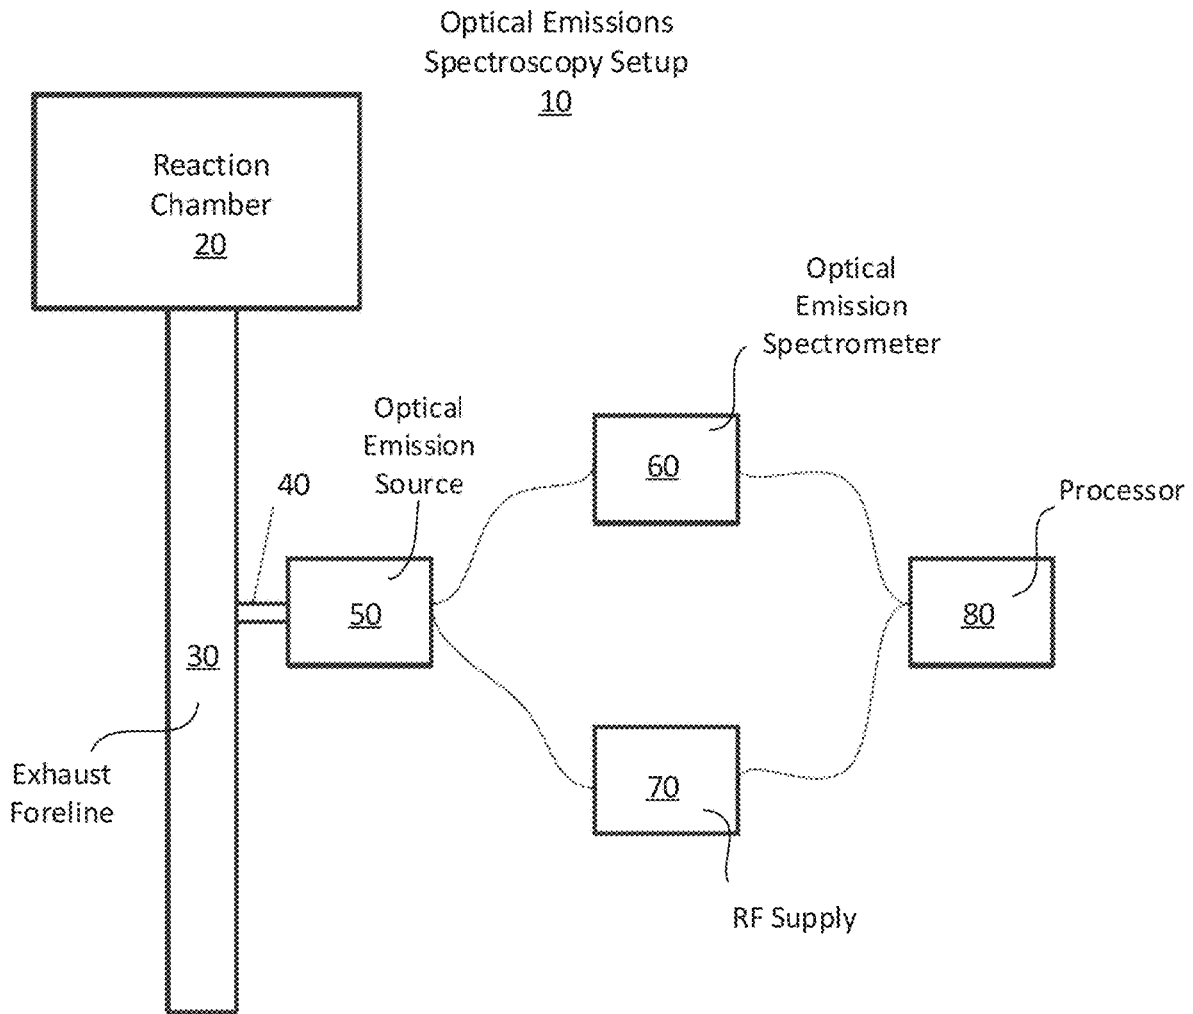 Optical Emissions
Spectroscopy Setup
10
Reaction
Chamber
20
Optical
Emission
Spectrometer
Optical
Emission
Source
60
40
Processor
50
80
30
70
Exhaust
Foreline
RF Supply